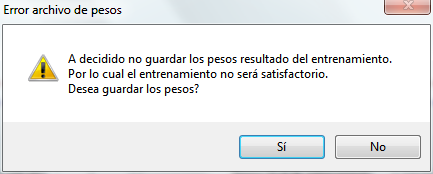 Error archivo de pesos
A decidido no guardar los pesos resultado del entrenamiento.
Por lo cual el entrenamiento no será satisfactorio.
Desea guardar los pesos?
Sí
No